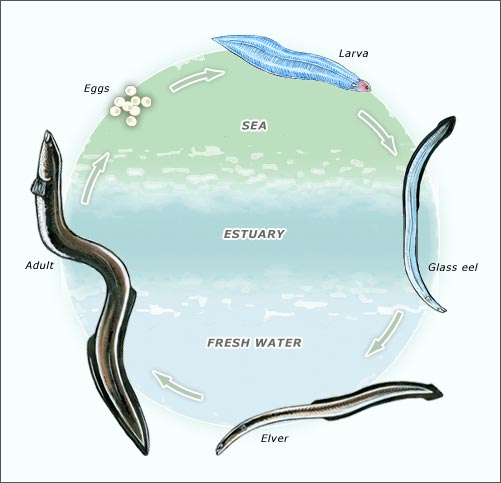 Larva
Eggs
SEA
ESTUARY
Adult
Glass eel
FRESH WATER
Elver